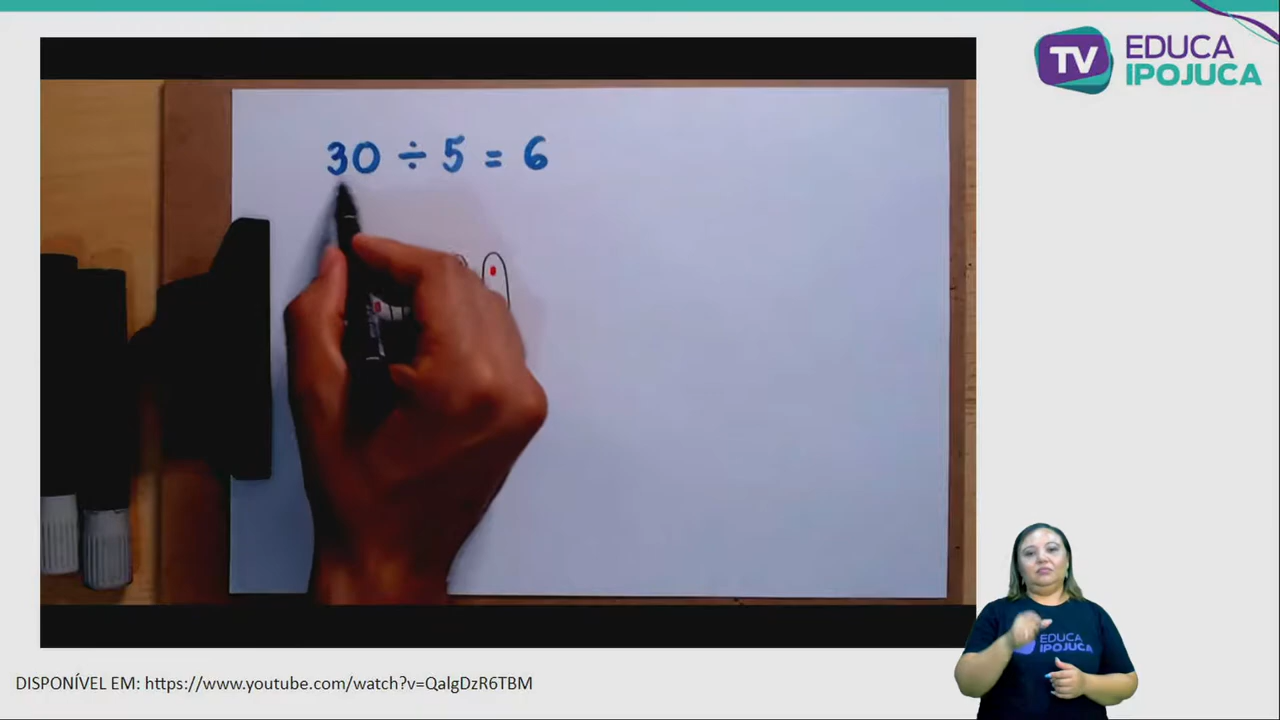 TV EDUCA
IPOJUCA
30 ÷ 5 = 6
EDUCA
IPOJUCA
DISPONÍVEL EM: https://www.youtube.com/watch?v=QalgDzR6TBM